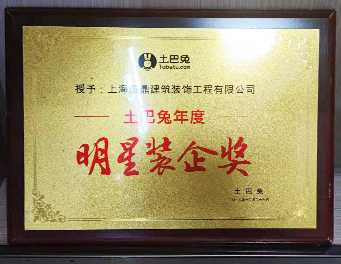 土巴兔
Tubatu.com
授予：上海 鼎建筑装饰工程有限公司
土巴兔年度
明星装企奖
土巴兔